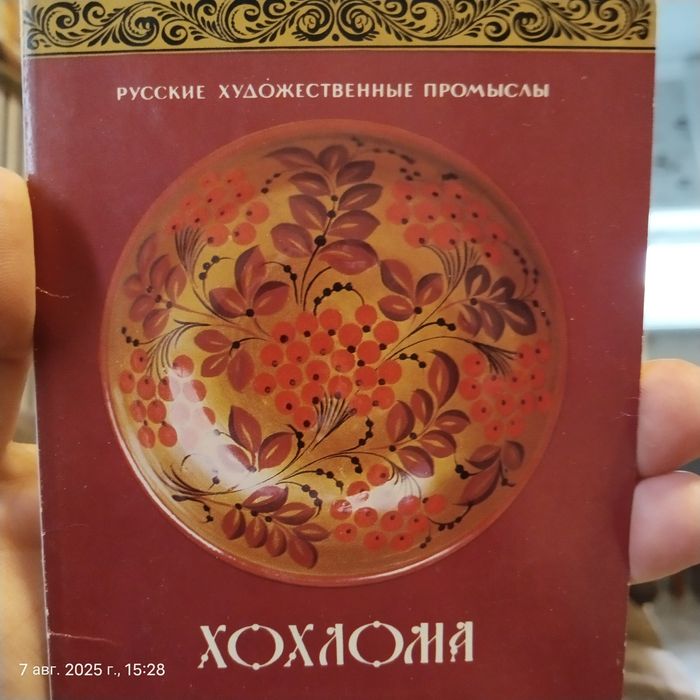 РУССКИЕ ХУДОЖЕСТВЕННЫЕ ПРОМЫСЛЫ
ХОХЛОМА
7 авг. 2025 г., 15:28